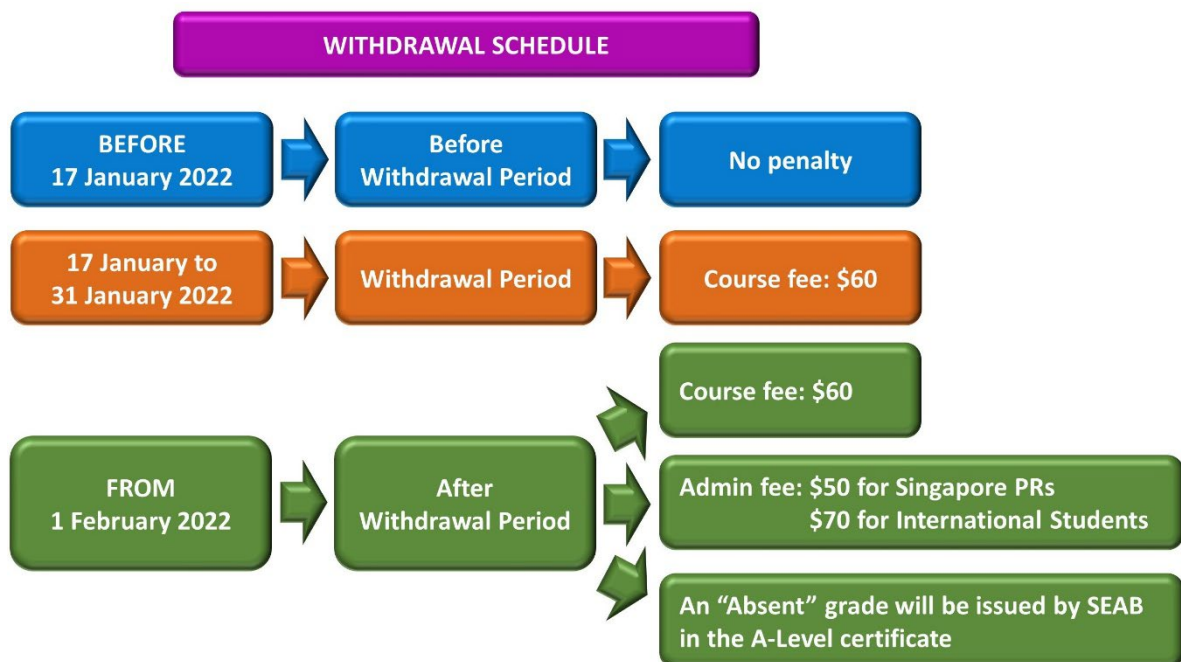 WITHDRAWAL SCHEDULE
BEFORE
17 January 2022
Before
Withdrawal Period
No penalty
17 January to
31 January 2022
Withdrawal Period
Course fee: $60
FROM
1 February 2022
After
Withdrawal Period
Course fee: $60
Admin fee: $50 for Singapore PRs
$70 for International Students
An “Absent” grade will be issued by SEAB
in the A-Level certificate